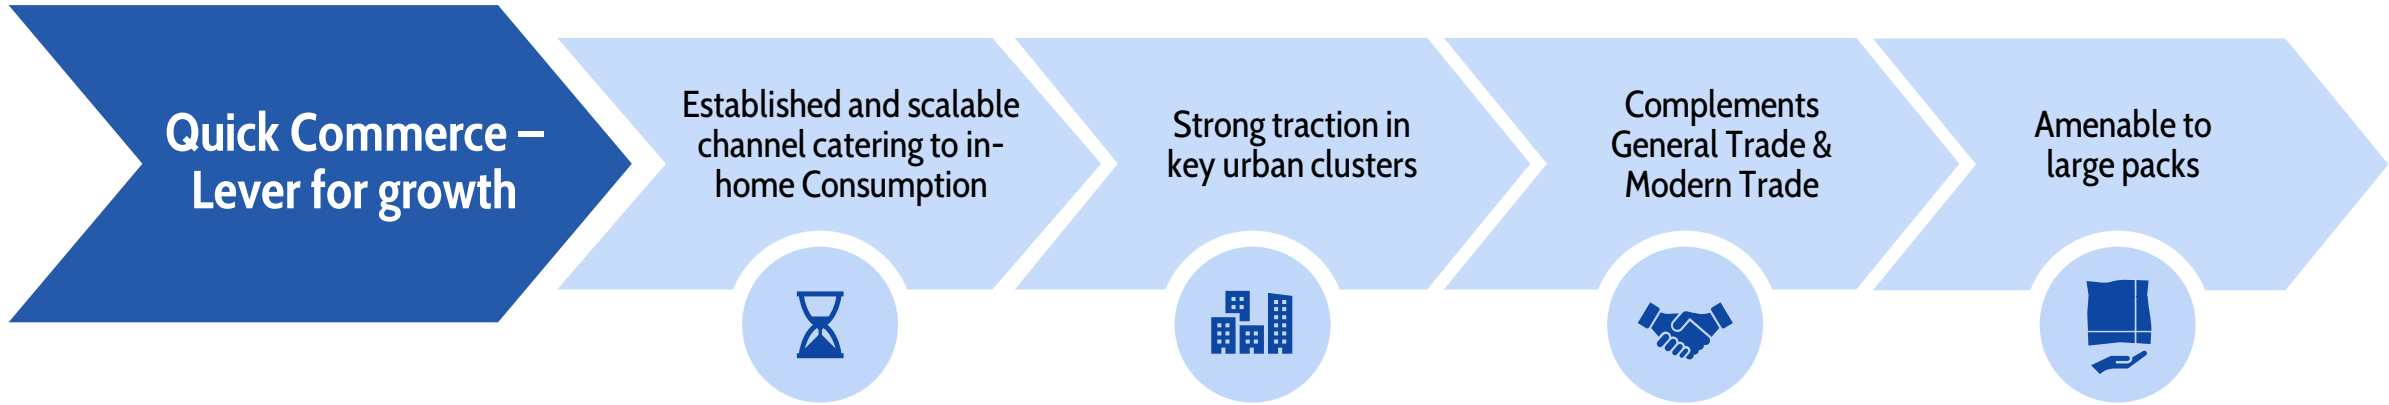 Quick Commerce –
Lever for growth
Established and scalable
channel catering to in-
home Consumption
Strong traction in
key urban clusters
Complements
General Trade &
Modern Trade
Amenable to
large packs